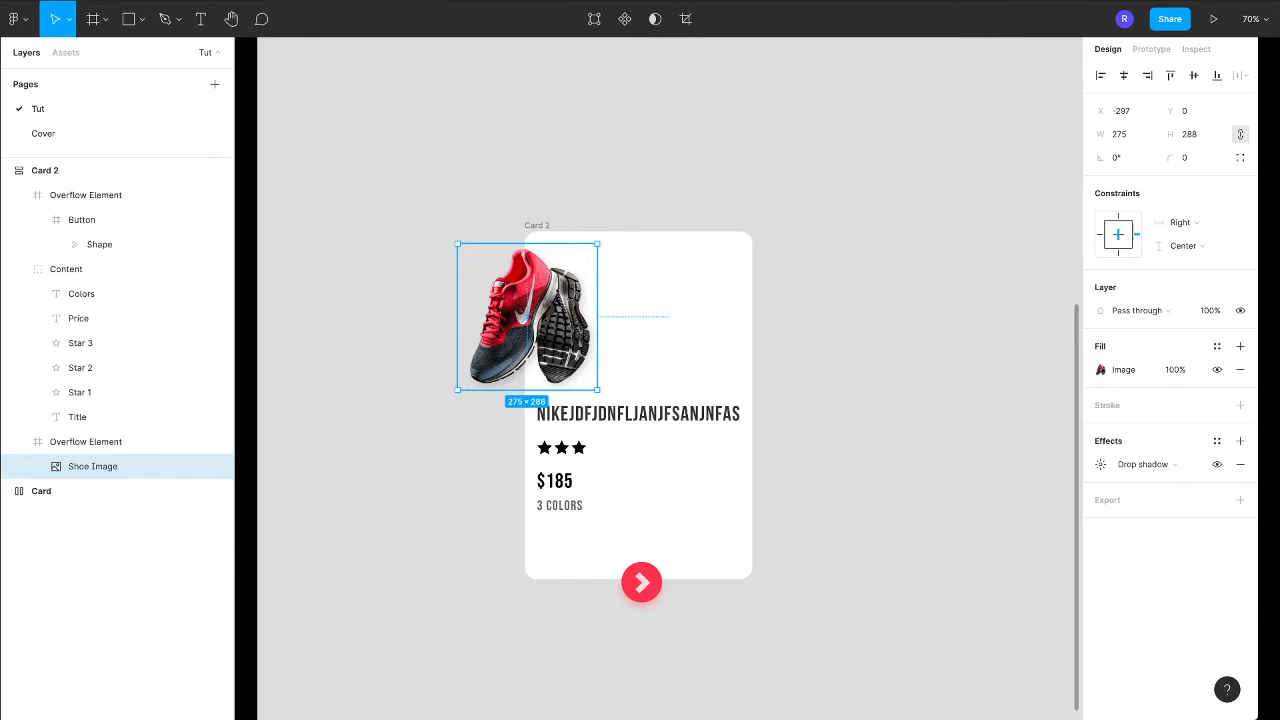 R
Share
70%
Layers
Assets
Tut
Pages
Tut
Cover
Card 2
Overflow Element
Button
Shape
Content
Colors
Price
Star 3
Star 2
Star 1
Title
Overflow Element
Shoe Image
Card
Card 2
275 × 288
NIKEJDFJDNFLJANJFSANJNFAS
$185
3 COLORS
Design
Prototype
Inspect
X -297
Y 0
W 275
H 288
0°
0
Constraints
Right
Center
Layer
Pass through
100%
Fill
Image
100%
Stroke
Effects
Drop shadow
Export
?